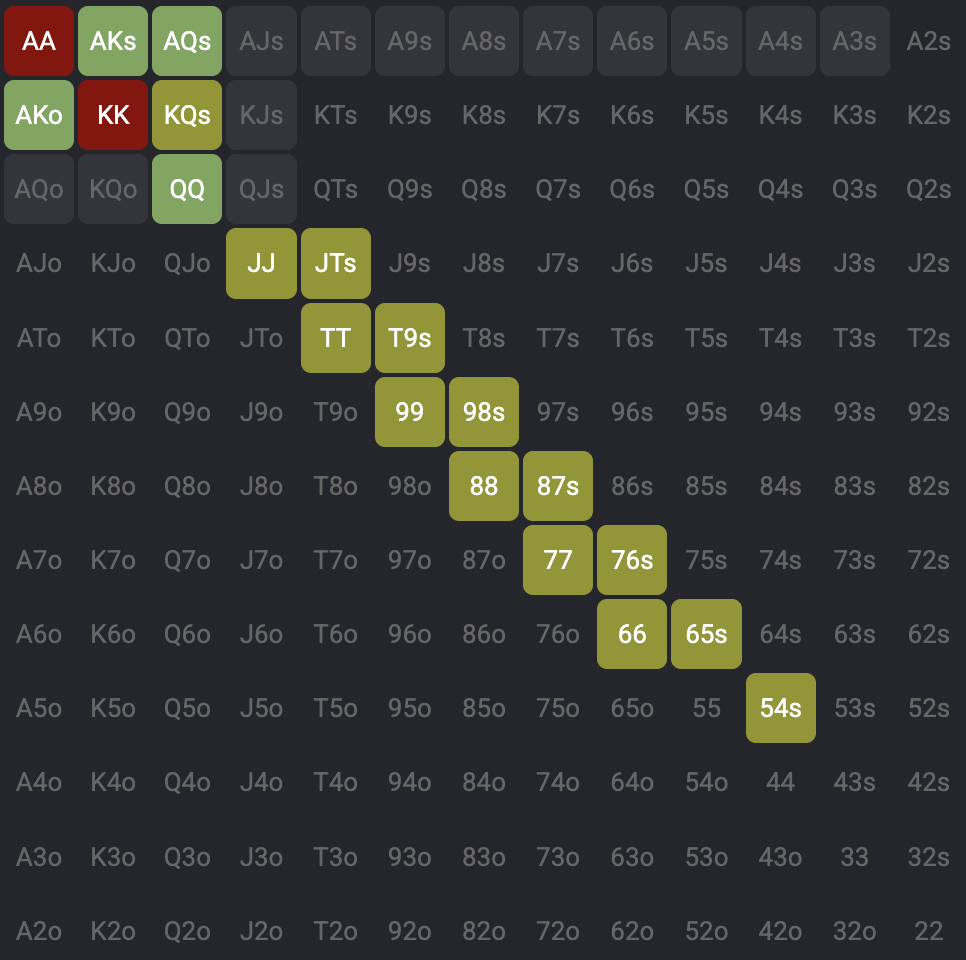 AA AKs AQs AJs ATs A9s A8s A7s A6s A5s A4s A3s A2s
AKo KK KQs KJs KTs K9s K8s K7s K6s K5s K4s K3s K2s
AQo KQo QQ QJs QTs Q9s Q8s Q7s Q6s Q5s Q4s Q3s Q2s
AJo KJo QJo JJ JTs J9s J8s J7s J6s J5s J4s J3s J2s
ATo KTo QTo JTo TT T9s T8s T7s T6s T5s T4s T3s T2s
A9o K9o Q9o J9o T9o 99 98s 97s 96s 95s 94s 93s 92s
A8o K8o Q8o J8o T8o 98o 88 87s 86s 85s 84s 83s 82s
A7o K7o Q7o J7o T7o 97o 87o 77 76s 75s 74s 73s 72s
A6o K6o Q6o J6o T6o 96o 86o 76o 66 65s 64s 63s 62s
A5o K5o Q5o J5o T5o 95o 85o 75o 65o 55 54s 53s 52s
A4o K4o Q4o J4o T4o 94o 84o 74o 64o 54o 44 43s 42s
A3o K3o Q3o J3o T3o 93o 83o 73o 63o 53o 43o 33 32s
A2o K2o Q2o J2o T2o 92o 82o 72o 62o 52o 42o 32o 22